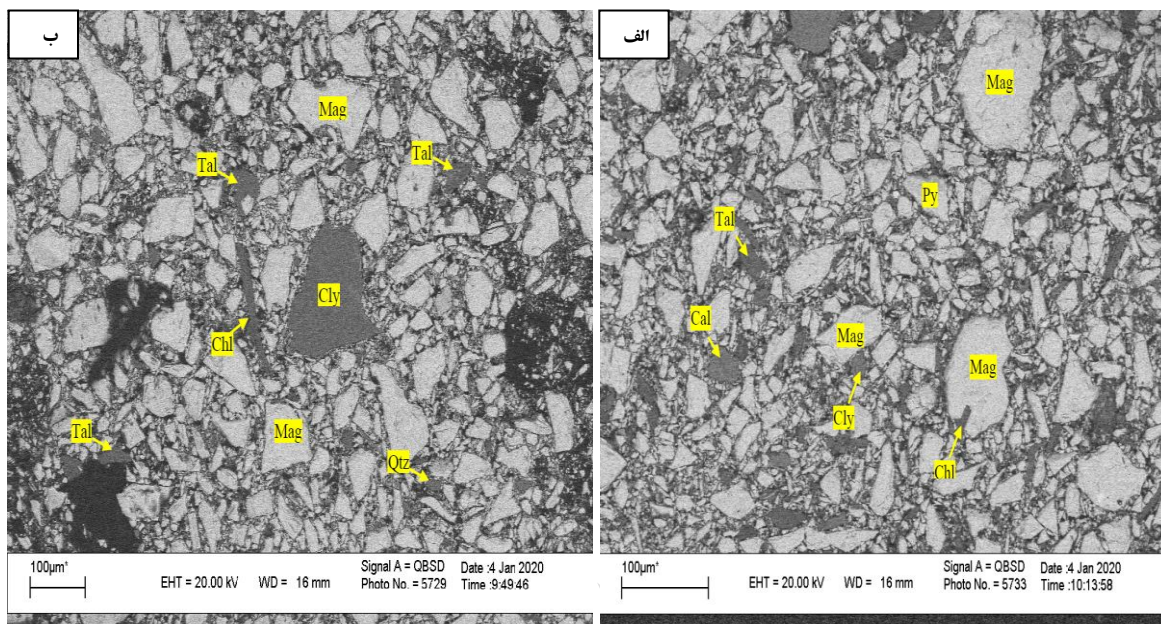 ب
Mag
Tal
Tal
Cly
Chl
Mag
Tal
Qtz
100µm*
EHT = 20.00 kV
WD = 16 mm
Signal A = QBSD
Photo No. = 5729
Date :4 Jan 2020
Time :9:49:46
الف
Mag
Py
Tal
Cal
Mag
Mag
Cly
Chl
100µm*
EHT = 20.00 kV
WD = 16 mm
Signal A = QBSD
Photo No. = 5733
Date :4 Jan 2020
Time :10:13:58